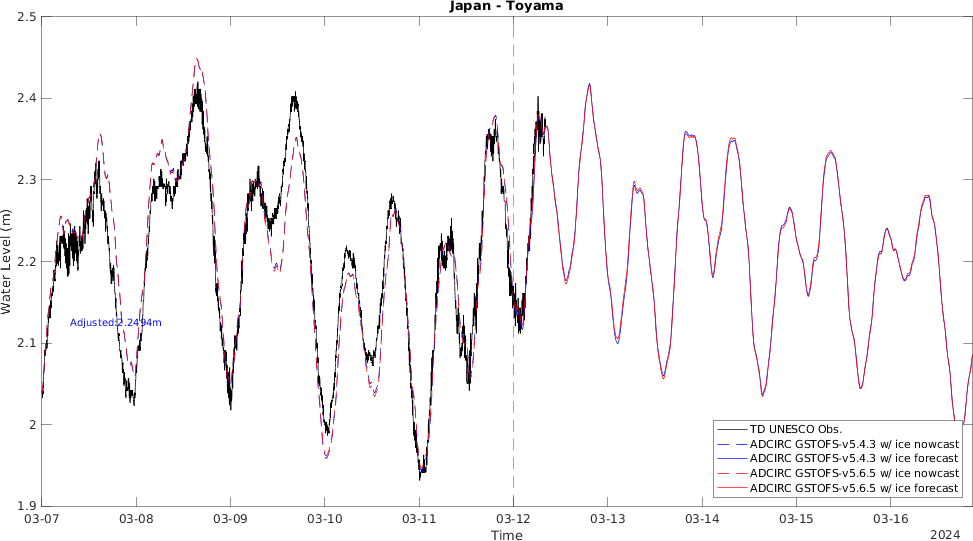 Japan - Toyama
2.5
2.4
2.3
2.2
2.1
2
1.9
Water Level (m)
Adjusted:2.2494m
TD UNESCO Obs.
ADCIRC GSTOFS-v5.4.3 w/ ice nowcast
ADCIRC GSTOFS-v5.4.3 w/ ice forecast
ADCIRC GSTOFS-v5.6.5 w/ ice nowcast
ADCIRC GSTOFS-v5.6.5 w/ ice forecast
03-07 03-08 03-09 03-10 03-11 03-12 03-13 03-14 03-15 03-16
Time
2024